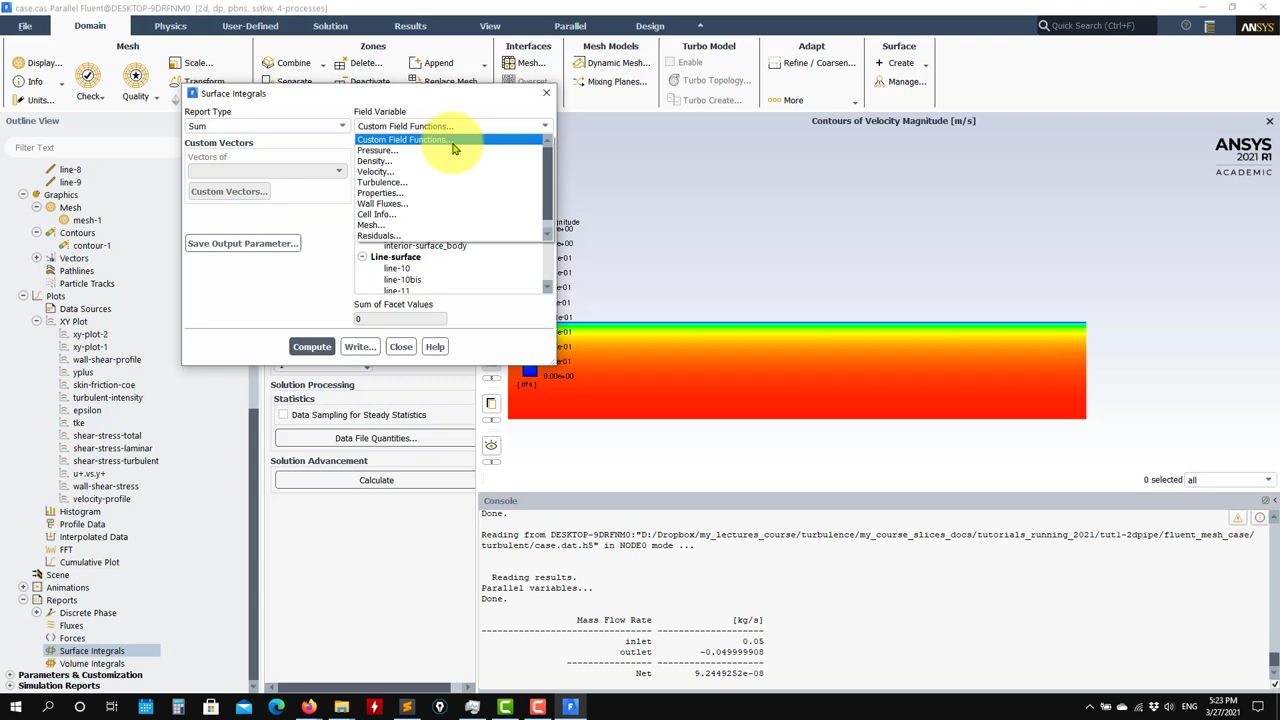 case.cas Parallel Fluent@DESKTOP-9DRFNM0 [2d, dp, pbns, sstkw, 4-processes]
File Domain Physics User-Defined Solution Results View Parallel Design Quick Search (Ctrl+F) ANSYS
Mesh Zones Interfaces Mesh Models Turbo Model Adapt Surface
Display... Scale... Combine Delete... Append Mesh... Dynamic Mesh... Enable Refine / Coarsen... Create
Info Transform Separate Deactivate Replace Mesh Overset Mixing Planes... Turbo Topology... Manage...
Units... Check Quality Turbo Create... More
Outline View
Filter Text
line-8
line-9
Graphics
Mesh
mesh-1
Contours
contour-1
Vectors
Pathlines
Particle Tracks
Plots
Data Sources
XY Plot
xy-plot-2
xy-plot-1
wall-shear-profile
yplus
skin-friction-coe
turbulent-intensity
epsilon
tke
shear-stress-total
shear-stress-laminar
shear-stress-turbulent
u+.vs.y+
wall-shear-stress
velocity-profile
Histogram
Profile Data
Interpolated Data
FFT
Cumulative Plot
Scene
Animations
Reports
Discrete Phase
Fluxes
Forces
Surface Integrals
Volume Integrals
Parameters & Customization
Simulation Reports
Surface Integrals
Report Type
Sum
Custom Vectors
Vectors of
Custom Vectors...
Save Output Parameter...
Field Variable
Custom Field Functions...
Custom Field Functions...
Pressure...
Density...
Velocity...
Turbulence...
Properties...
Wall Fluxes...
Cell Info...
Mesh...
Residuals...
interior-surface_body
Line-surface
line-10
line-10bis
line-11
Sum of Facet Values
0
Compute Write... Close Help
1
Solution Processing
Statistics
Data Sampling for Steady Statistics
Data File Quantities...
Solution Advancement
Calculate
Contours of Velocity Magnitude [m/s]
ANSYS
2021 R1
ACADEMIC
0.00e+00
[ m/s ]
0 selected all
Console
Done.
Reading from DESKTOP-9DRFNM0:"D:/Dropbox/my_lectures_course/turbulence/my_course_slices_docs/tutorials_running_2021/tut1-2dpipe/fluent_mesh_case/
turbulent/case.dat.h5" in NODE0 mode ...
Reading results.
Parallel variables...
Done.
Mass Flow Rate [kg/s]
-------------------------------- --------------------
inlet 0.05
outlet -0.049999908
---------------- --------------------
Net 9.2449252e-08
5:23 PM
3/27/2021